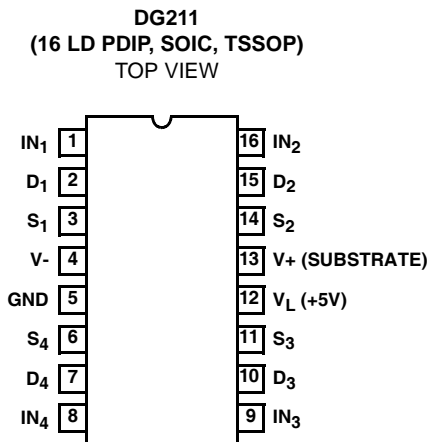 DG211
(16 LD PDIP, SOIC, TSSOP)
TOP VIEW
IN1 1 16 IN2
D1 2 15 D2
S1 3 14 S2
V- 4 13 V+ (SUBSTRATE)
GND 5 12 VL (+5V)
S4 6 11 S3
D4 7 10 D3
IN4 8 9 IN3